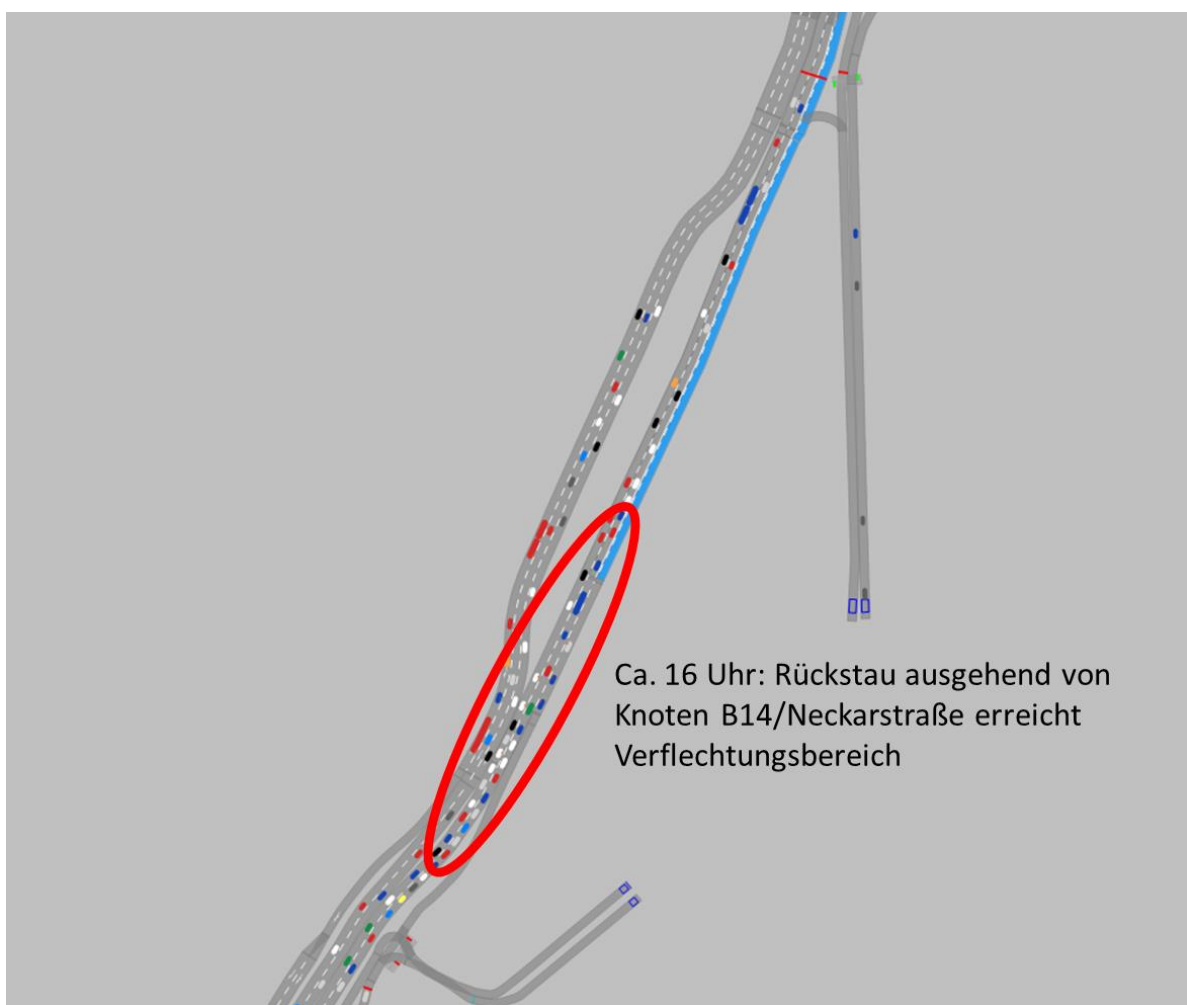 Ca. 16 Uhr: Rückstau ausgehend von
Knoten B14/Neckarstraße erreicht
Verflechtungsbereich